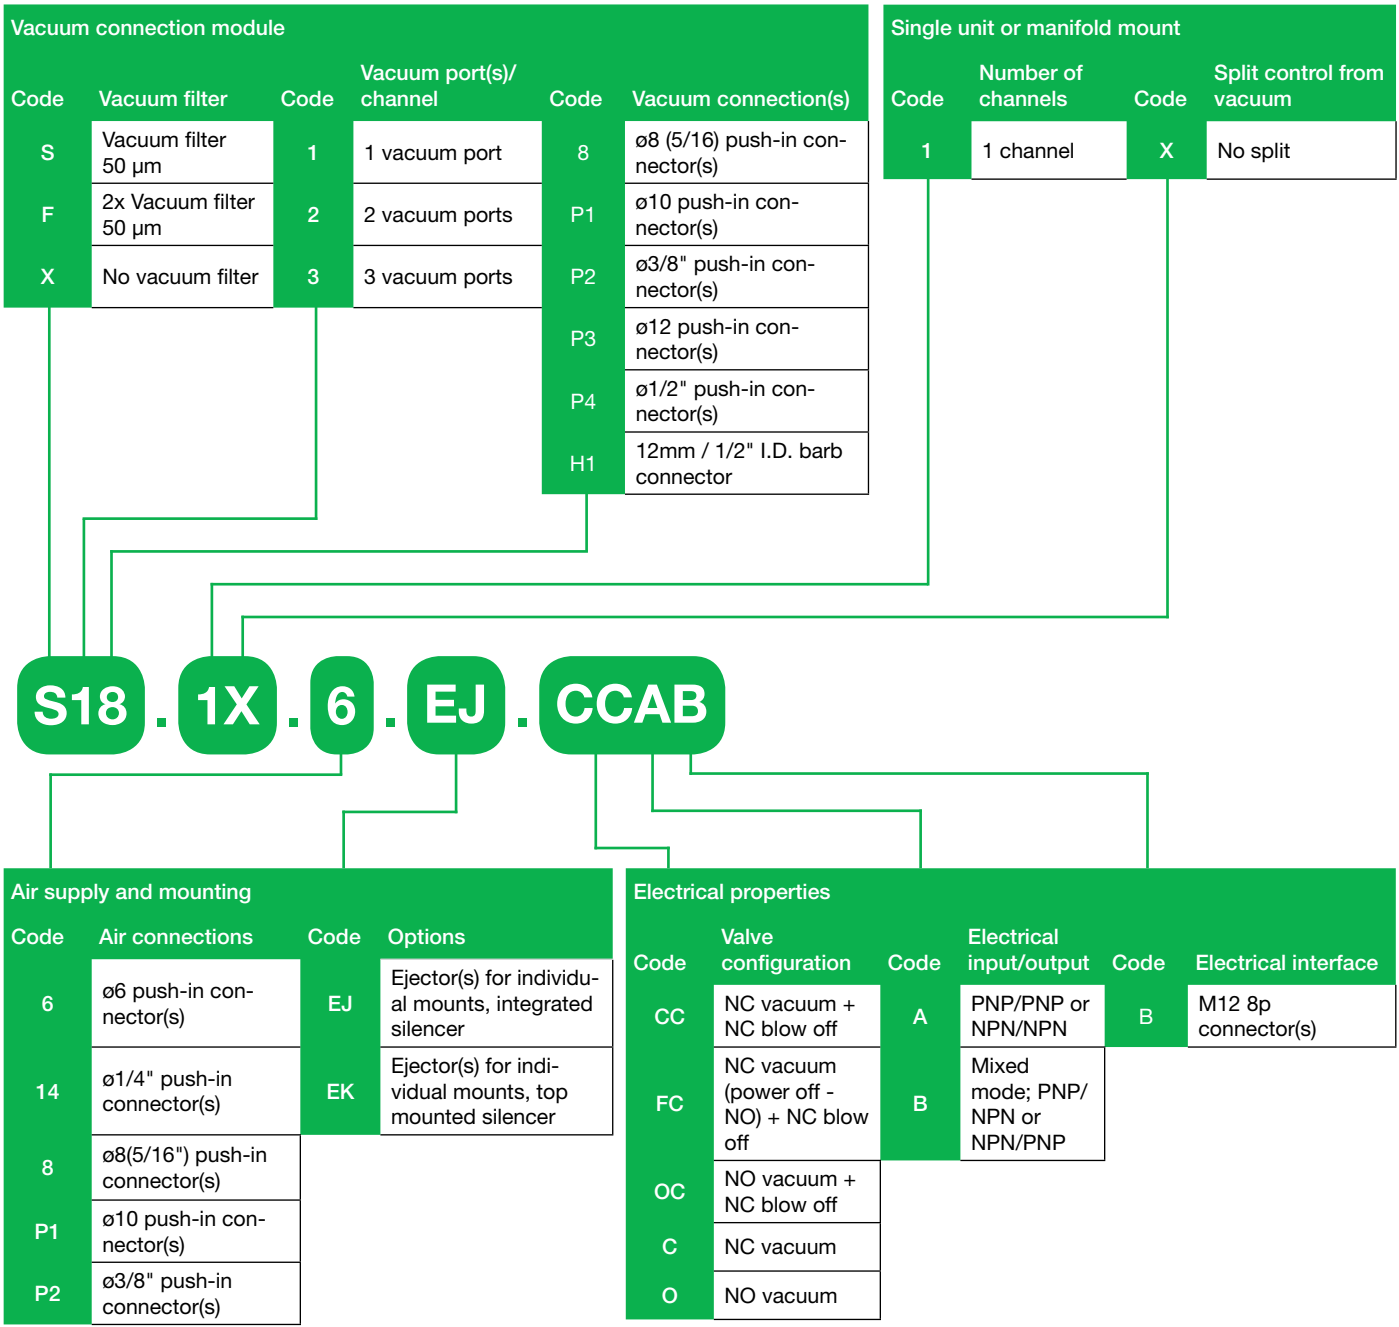 Vacuum connection module
Code
Vacuum filter
Code
Vacuum port(s)/
channel
Code
Vacuum connection(s)
S
Vacuum filter
50 µm
1
1 vacuum port
8
ø8 (5/16) push-in con-
nector(s)
F
2x Vacuum filter
50 µm
2
2 vacuum ports
P1
ø10 push-in con-
nector(s)
X
No vacuum filter
3
3 vacuum ports
P2
ø3/8" push-in con-
nector(s)
P3
ø12 push-in con-
nector(s)
P4
ø1/2" push-in con-
nector(s)
H1
12mm / 1/2" I.D. barb
connector
Single unit or manifold mount
Code
Number of
channels
Code
Split control from
vacuum
1
1 channel
X
No split
S18 . 1X . 6 . EJ . CCAB
Air supply and mounting
Code
Air connections
Code
Options
6
ø6 push-in con-
nector(s)
EJ
Ejector(s) for individu-
al mounts, integrated
silencer
14
ø1/4" push-in
connector(s)
EK
Ejector(s) for indi-
vidual mounts, top
mounted silencer
8
ø8(5/16") push-in
connector(s)
P1
ø10 push-in con-
nector(s)
P2
ø3/8" push-in
connector(s)
Electrical properties
Code
Valve
configuration
Code
Electrical
input/output
Code
Electrical interface
CC
NC vacuum +
NC blow off
A
PNP/PNP or
NPN/NPN
B
M12 8p
connector(s)
FC
NC vacuum
(power off -
NO) + NC blow
off
B
Mixed
mode; PNP/
NPN or
NPN/PNP
OC
NO vacuum +
NC blow off
C
NC vacuum
O
NO vacuum